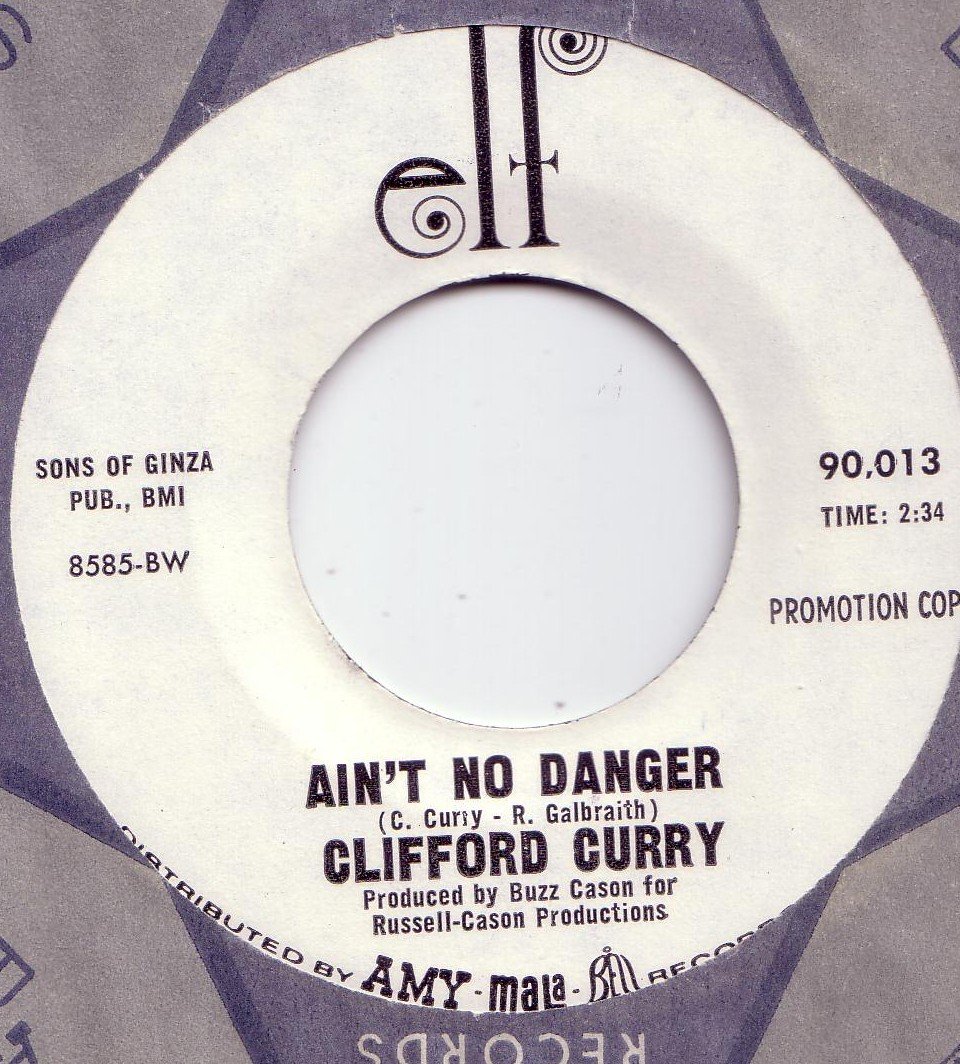 elf
SONS OF GINZA
PUB., BMI
8585-BW
90,013
TIME: 2:34
PROMOTION COP
AIN'T NO DANGER
(C. Curry - R. Galbraith)
CLIFFORD CURRY
Produced by Buzz Cason for
Russell-Cason Productions
DISTRIBUTED BY AMY - mala - Bell RECORDS
RECORDS